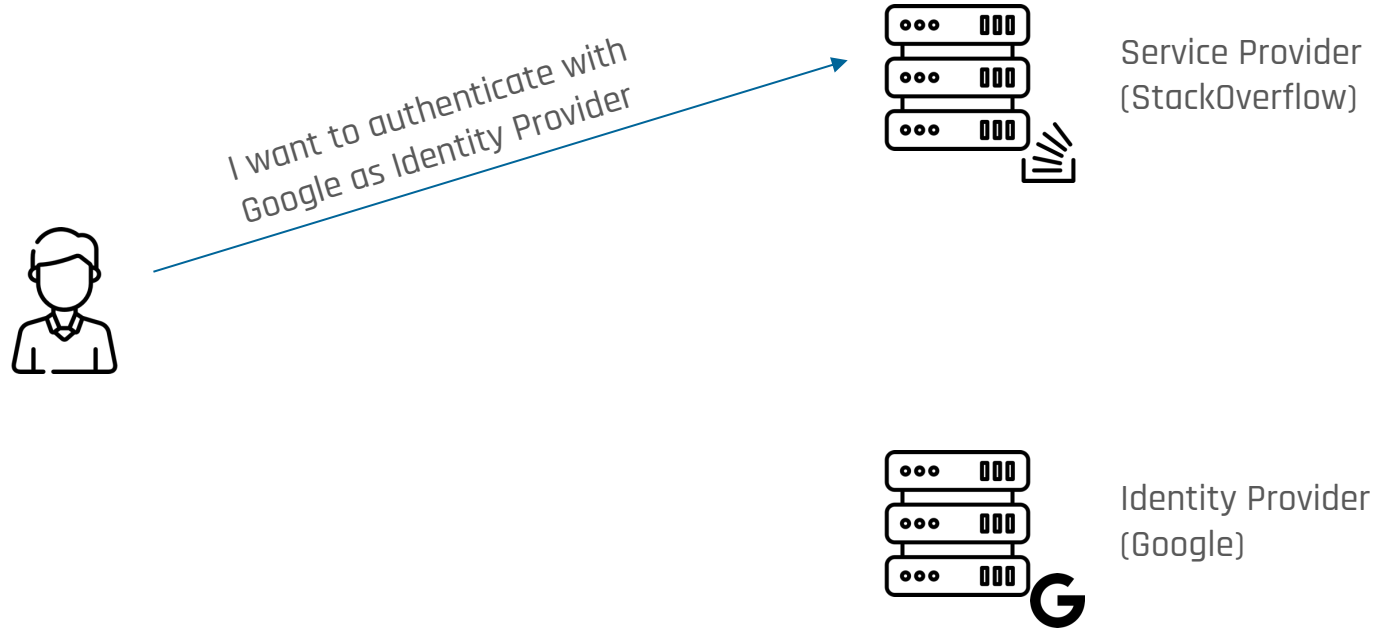 I want to authenticate with
Google as Identity Provider
Service Provider
(StackOverflow)
Identity Provider
(Google)
G